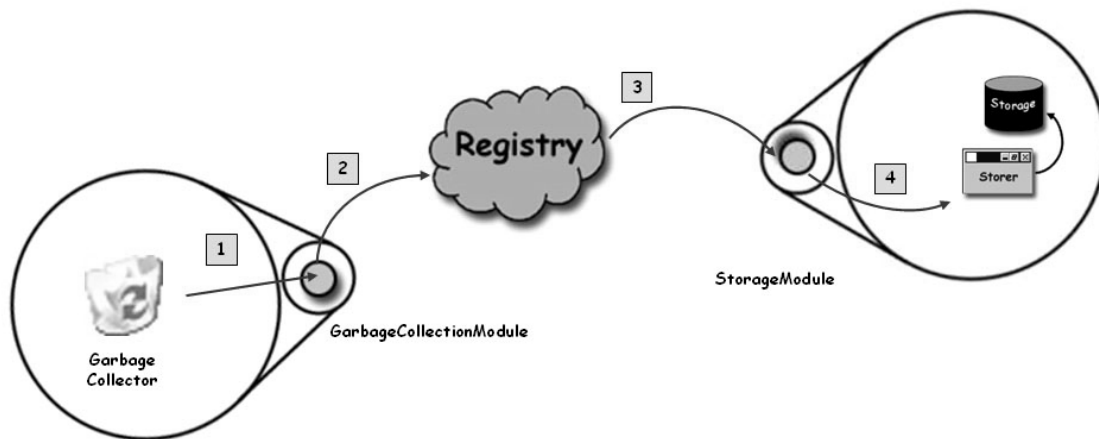 3
Storage
Registry
2
4
Storer
1
StorageModule
GarbageCollectionModule
Garbage
Collector